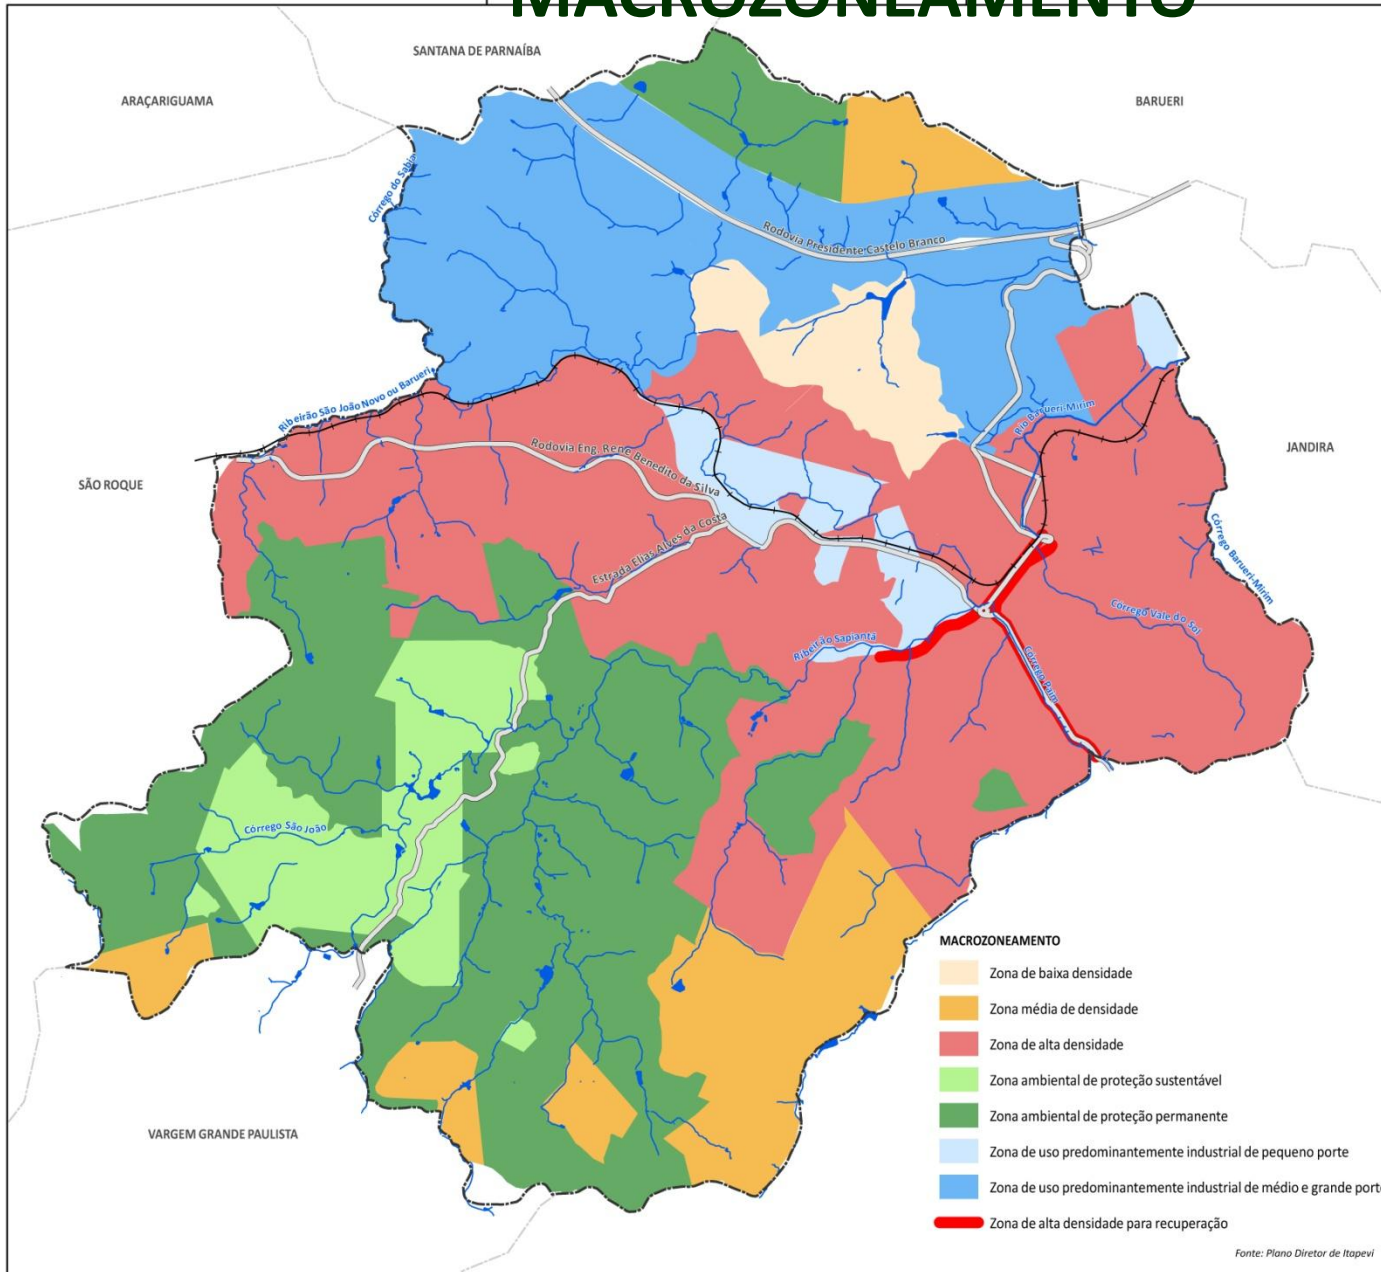 MACROZONEAMENTO
SANTANA DE PARNAÍBA
ARAÇARIGUAMA
BARUERI
Córrego do Sabiá
Rodovia Presidente Castelo Branco
Ribeirão São João Novo ou Barueri
Rio Barueri-Mirim
Rodovia Eng. Renê Benedito da Silva
JANDIRA
SÃO ROQUE
Estrada Elias Alves da Costa
Córrego Barueri-Mirim
Córrego Vale do Sol
Ribeirão Sapiantã
Córrego São João
MACROZONEAMENTO
Zona de baixa densidade
Zona média de densidade
Zona de alta densidade
Zona ambiental de proteção sustentável
Zona ambiental de proteção permanente
VARGEM GRANDE PAULISTA
Zona de uso predominantemente industrial de pequeno porte
Zona de uso predominantemente industrial de médio e grande porte
Zona de alta densidade para recuperação
Fonte: Plano Diretor de Itapevi